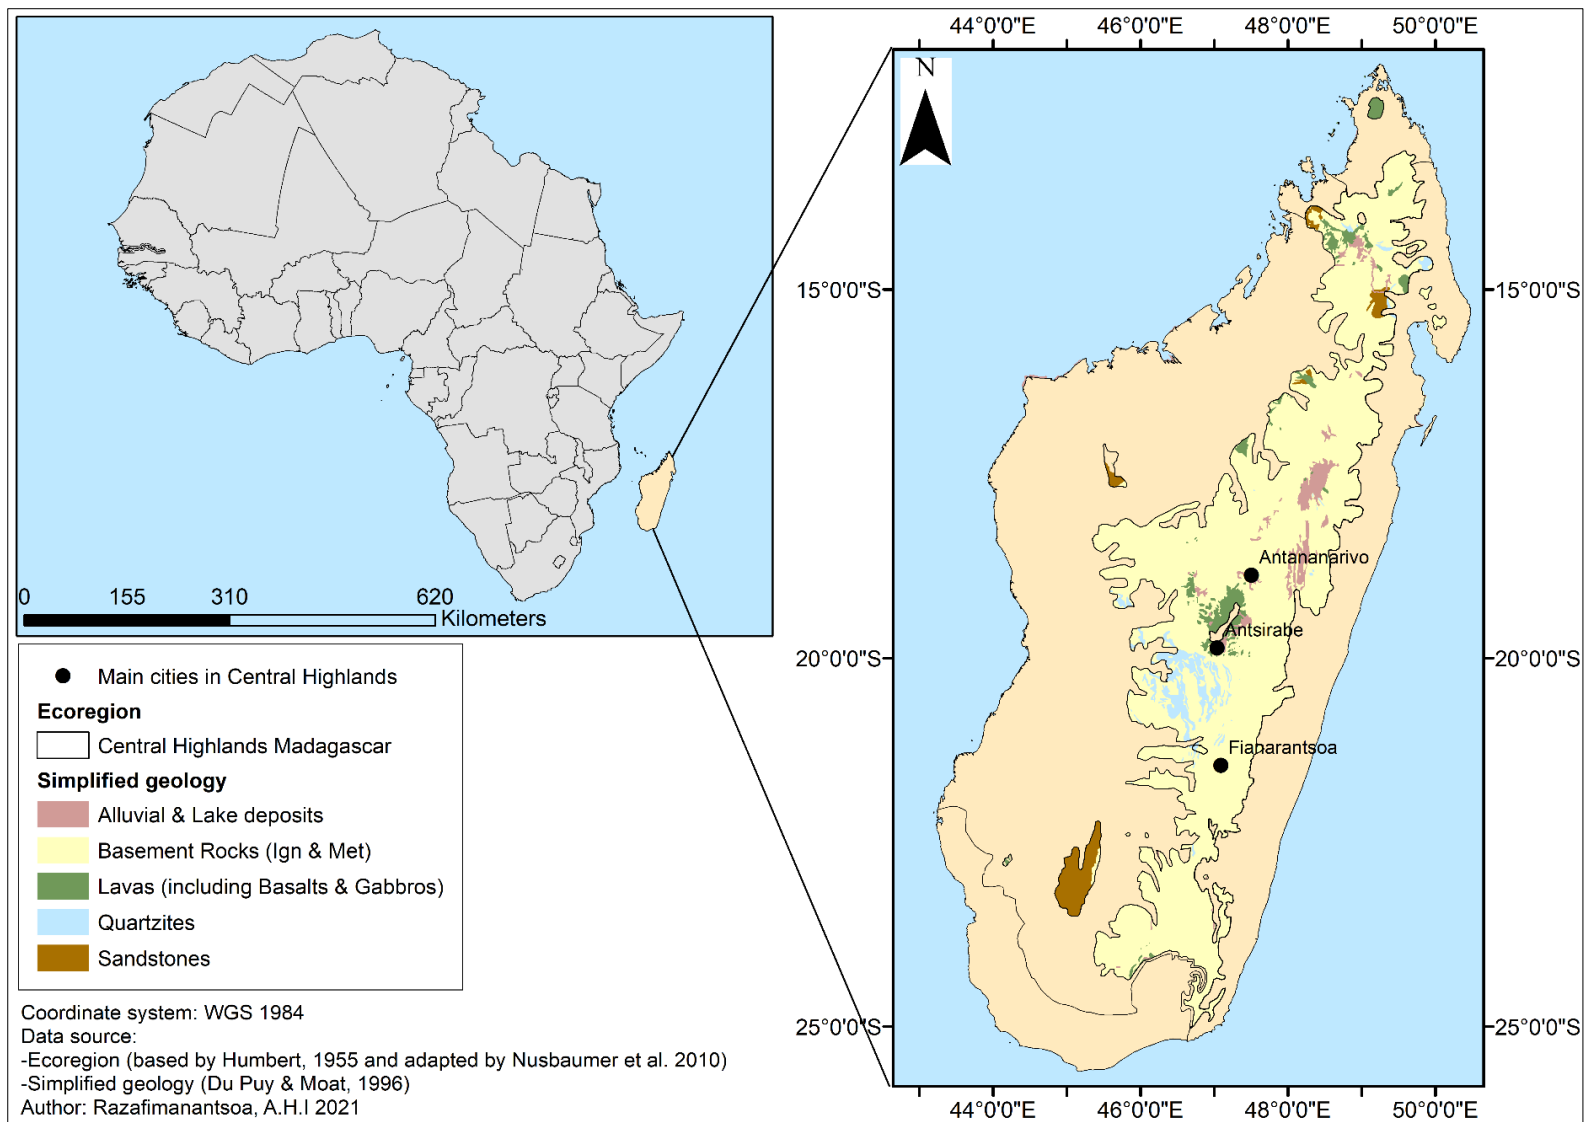 44°0'0"E 46°0'0"E 48°0'0"E 50°0'0"E
N
15°0'0"S 15°0'0"S
Antananarivo
Antsirabe
20°0'0"S 20°0'0"S
Fianarantsoa
25°0'0"S 25°0'0"S
44°0'0"E 46°0'0"E 48°0'0"E 50°0'0"E
0 155 310 620
Kilometers
Main cities in Central Highlands
Ecoregion
Central Highlands Madagascar
Simplified geology
Alluvial & Lake deposits
Basement Rocks (Ign & Met)
Lavas (including Basalts & Gabbros)
Quartzites
Sandstones
Coordinate system: WGS 1984
Data source:
-Ecoregion (based by Humbert, 1955 and adapted by Nusbaumer et al. 2010)
-Simplified geology (Du Puy & Moat, 1996)
Author: Razafimanantsoa, A.H.I 2021